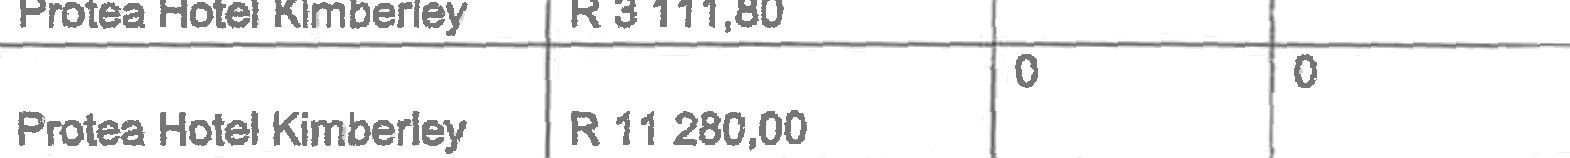 Protea Hotel Kimberley R 3 111,80
0 0
Protea Hotel Kimberley R 11 280,00